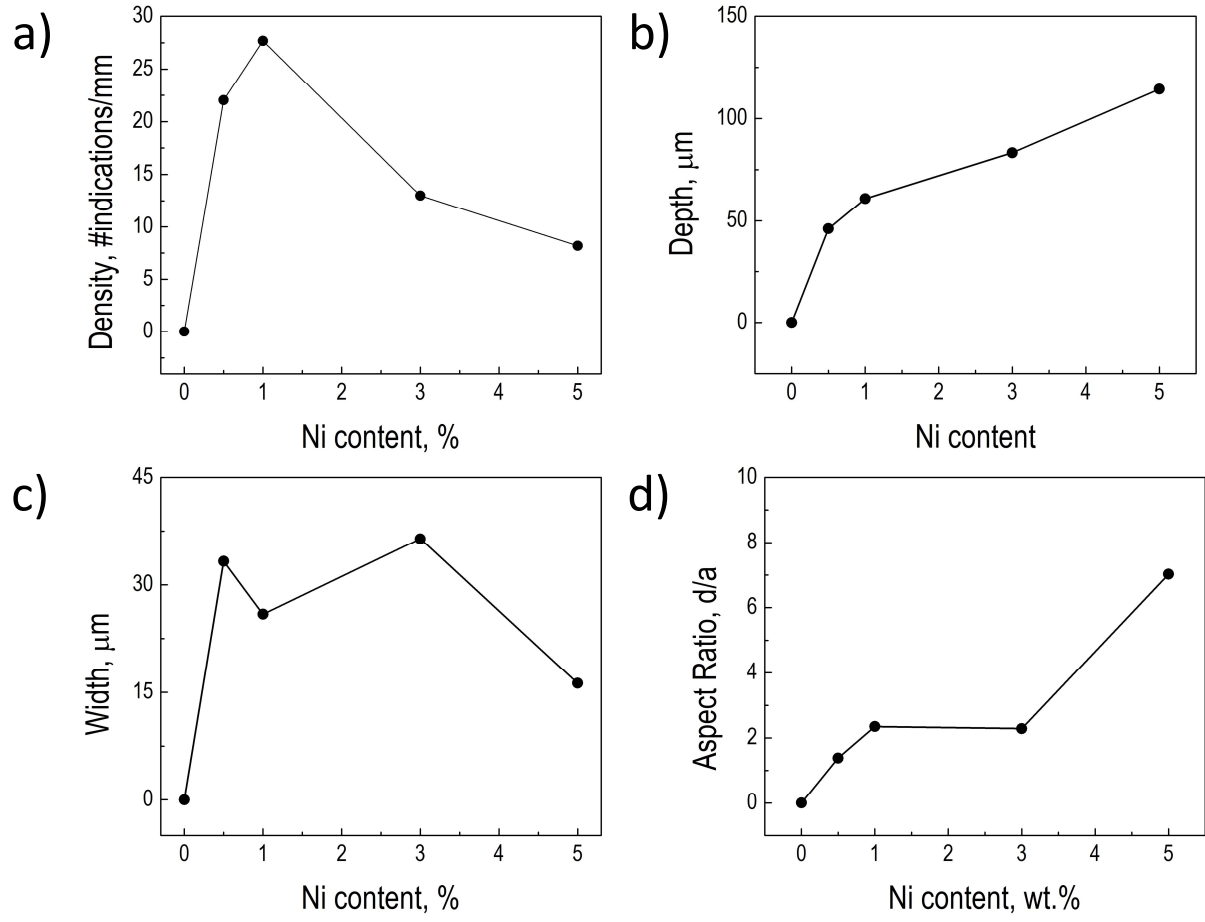 a)
30
25
20
15
10
5
0
Density, #indications/mm
0 1 2 3 4 5
Ni content, %
b)
150
100
50
0
Depth, μm
0 1 2 3 4 5
Ni content
c)
45
30
15
0
Width, μm
0 1 2 3 4 5
Ni content, %
d)
10
8
6
4
2
0
Aspect Ratio, d/a
0 1 2 3 4 5
Ni content, wt.%